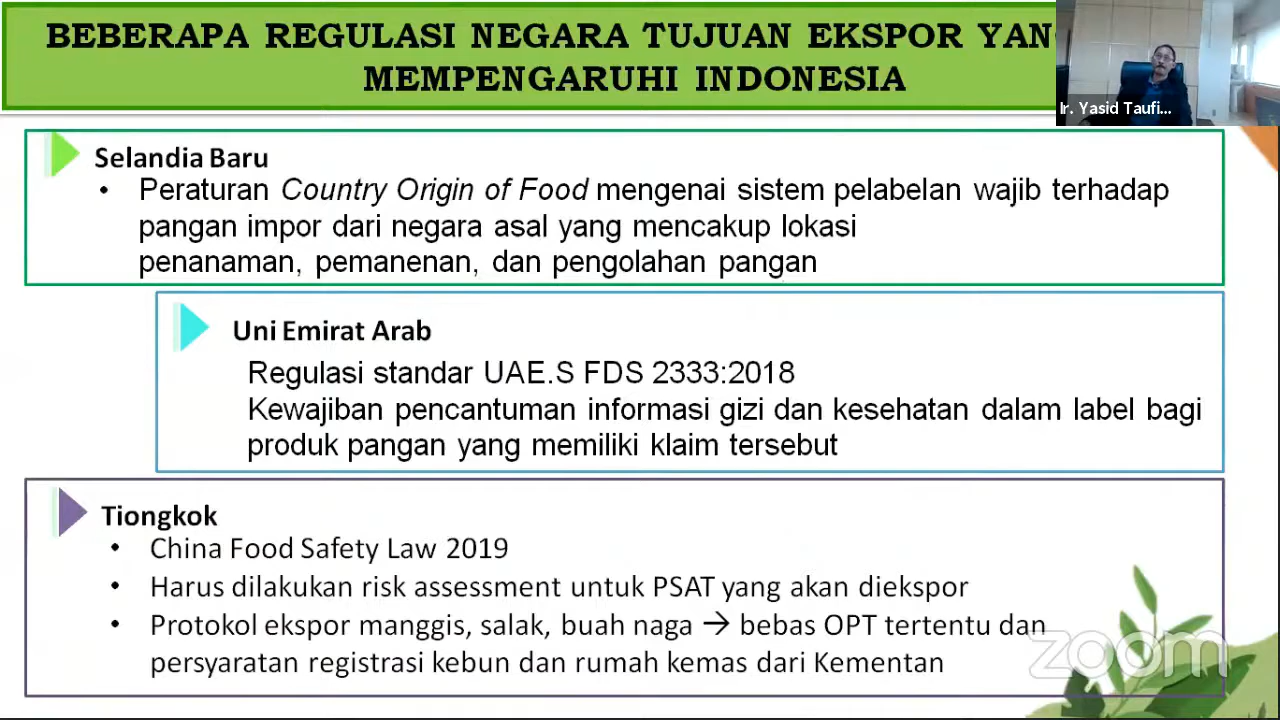 BEBERAPA REGULASI NEGARA TUJUAN EKSPOR YAN
MEMPENGARUHI INDONESIA
Ir. Yasid Taufi...
Selandia Baru
• Peraturan Country Origin of Food mengenai sistem pelabelan wajib terhadap
pangan impor dari negara asal yang mencakup lokasi
penanaman, pemanenan, dan pengolahan pangan
Uni Emirat Arab
Regulasi standar UAE.S FDS 2333:2018
Kewajiban pencantuman informasi gizi dan kesehatan dalam label bagi
produk pangan yang memiliki klaim tersebut
Tiongkok
• China Food Safety Law 2019
• Harus dilakukan risk assessment untuk PSAT yang akan diekspor
• Protokol ekspor manggis, salak, buah naga → bebas OPT tertentu dan
persyaratan registrasi kebun dan rumah kemas dari Kementan
zoom